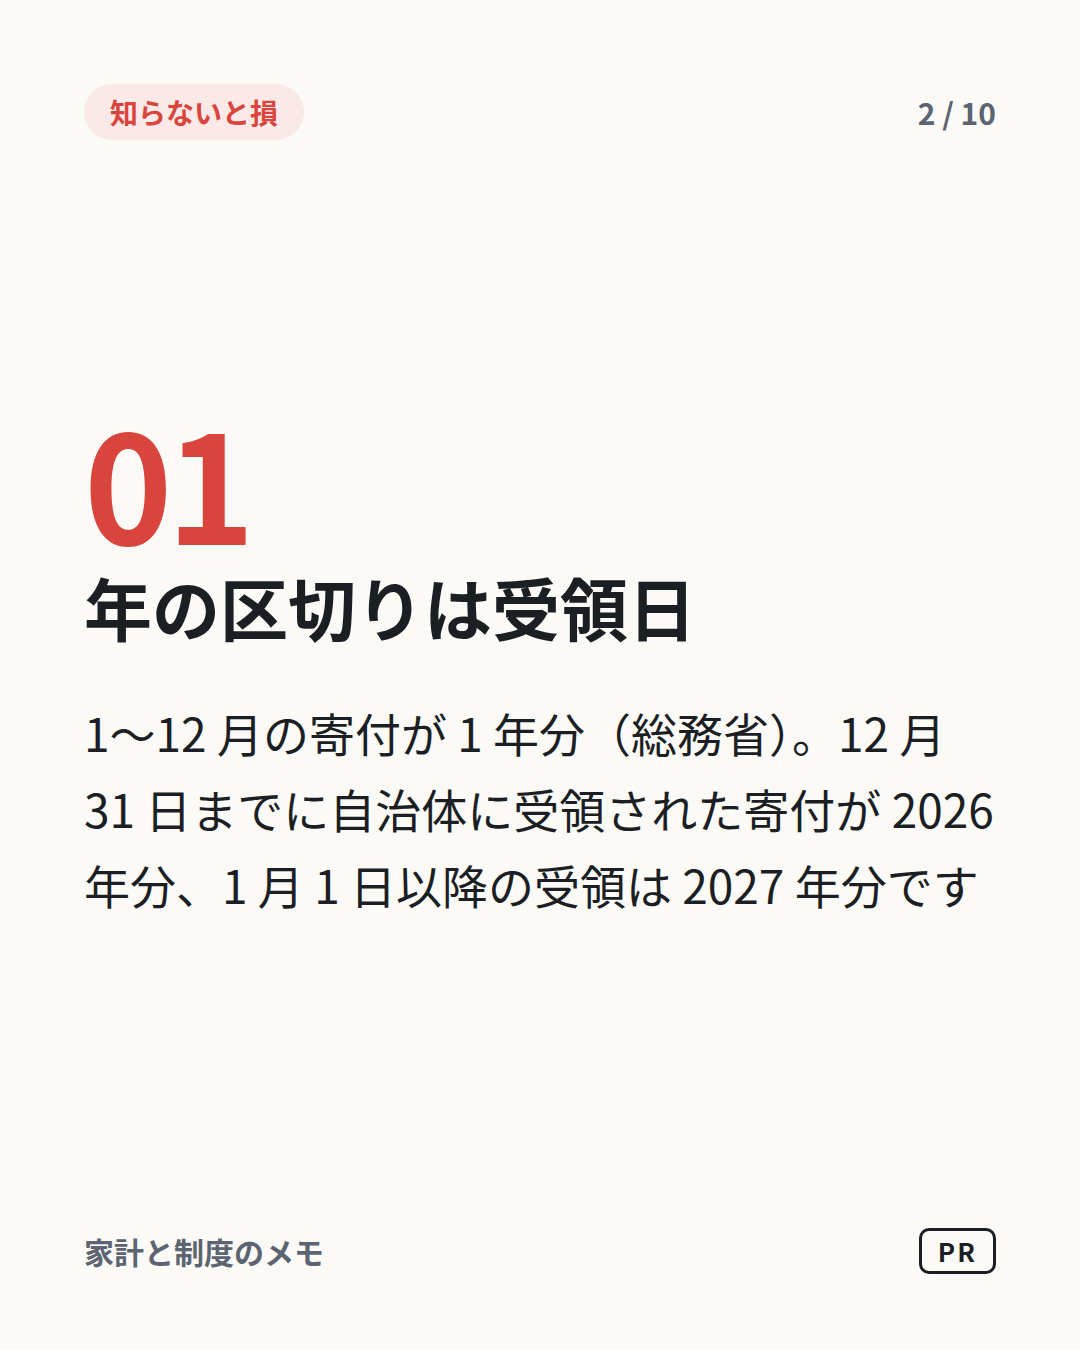 知らないと損
2 / 10
01
年の区切りは受領日
1〜12 月の寄付が 1 年分（総務省）。12 月
31 日までに自治体に受領された寄付が 2026
年分、1 月 1 日以降の受領は 2027 年分です
家計と制度のメモ
PR